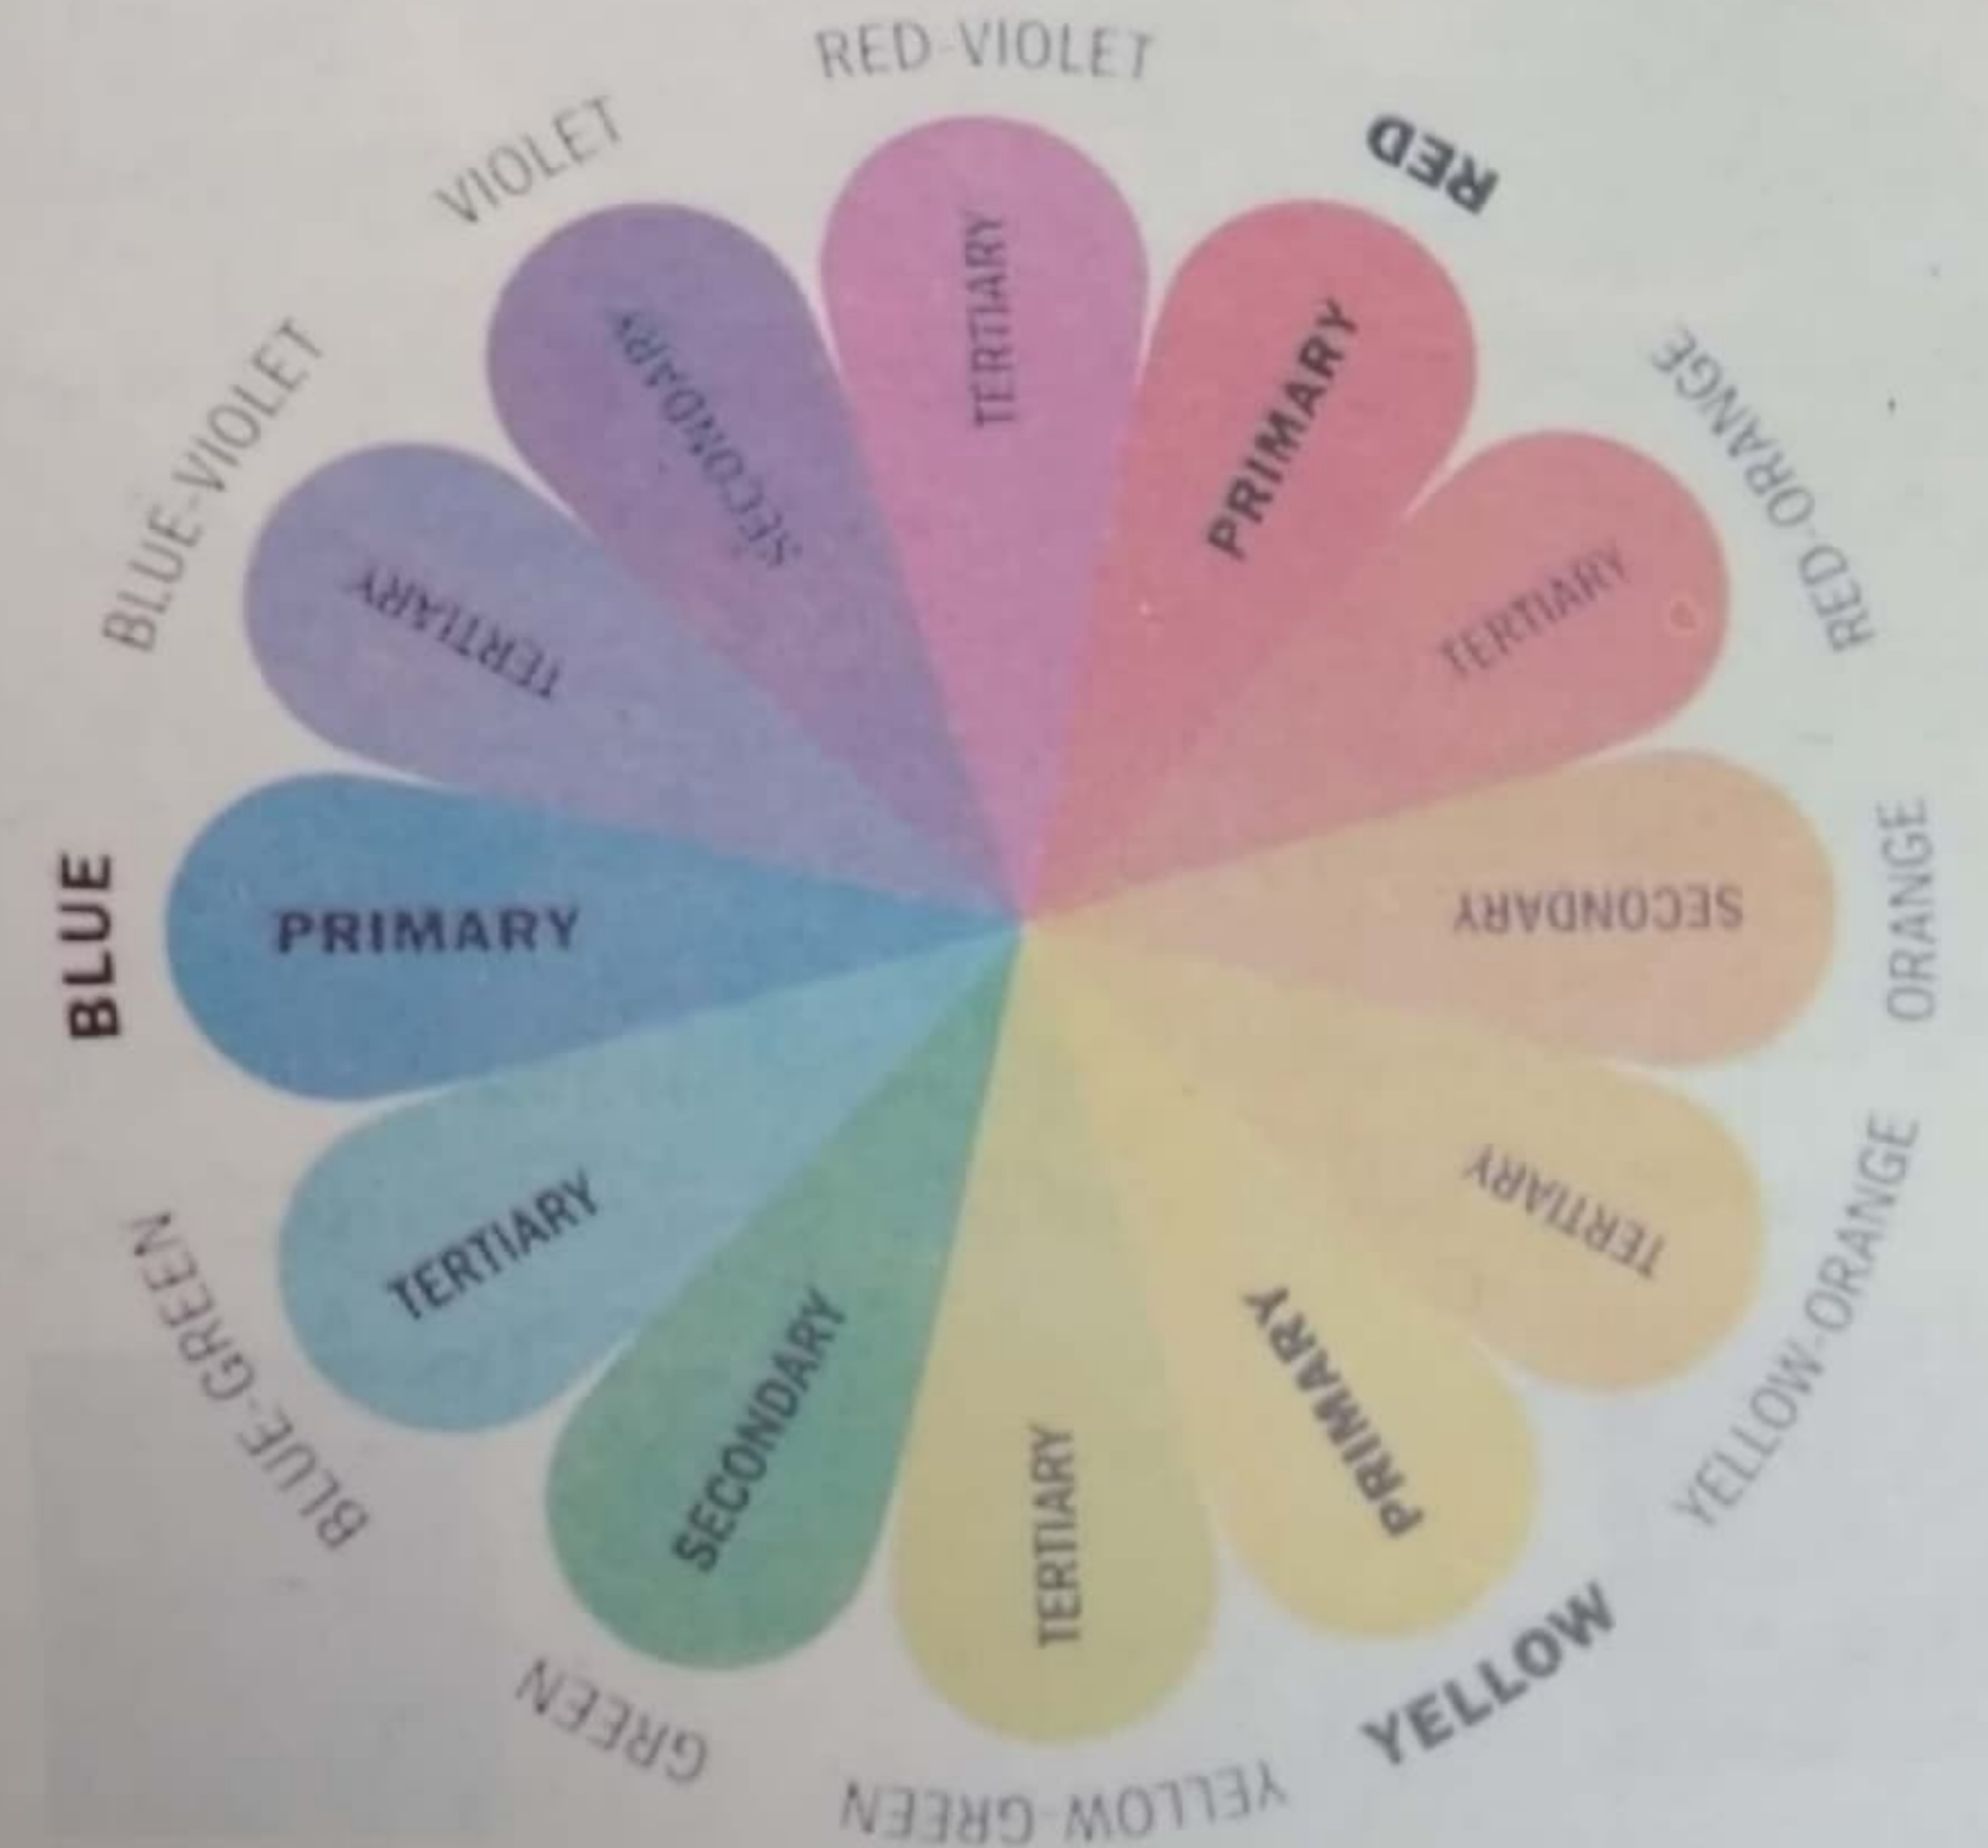 RED-VIOLET
TERTIARY
RED
PRIMARY
RED-ORANGE
TERTIARY
ORANGE
SECONDARY
YELLOW-ORANGE
TERTIARY
YELLOW
PRIMARY
YELLOW-GREEN
TERTIARY
GREEN
SECONDARY
BLUE-GREEN
TERTIARY
BLUE
PRIMARY
BLUE-VIOLET
TERTIARY
VIOLET
SECONDARY